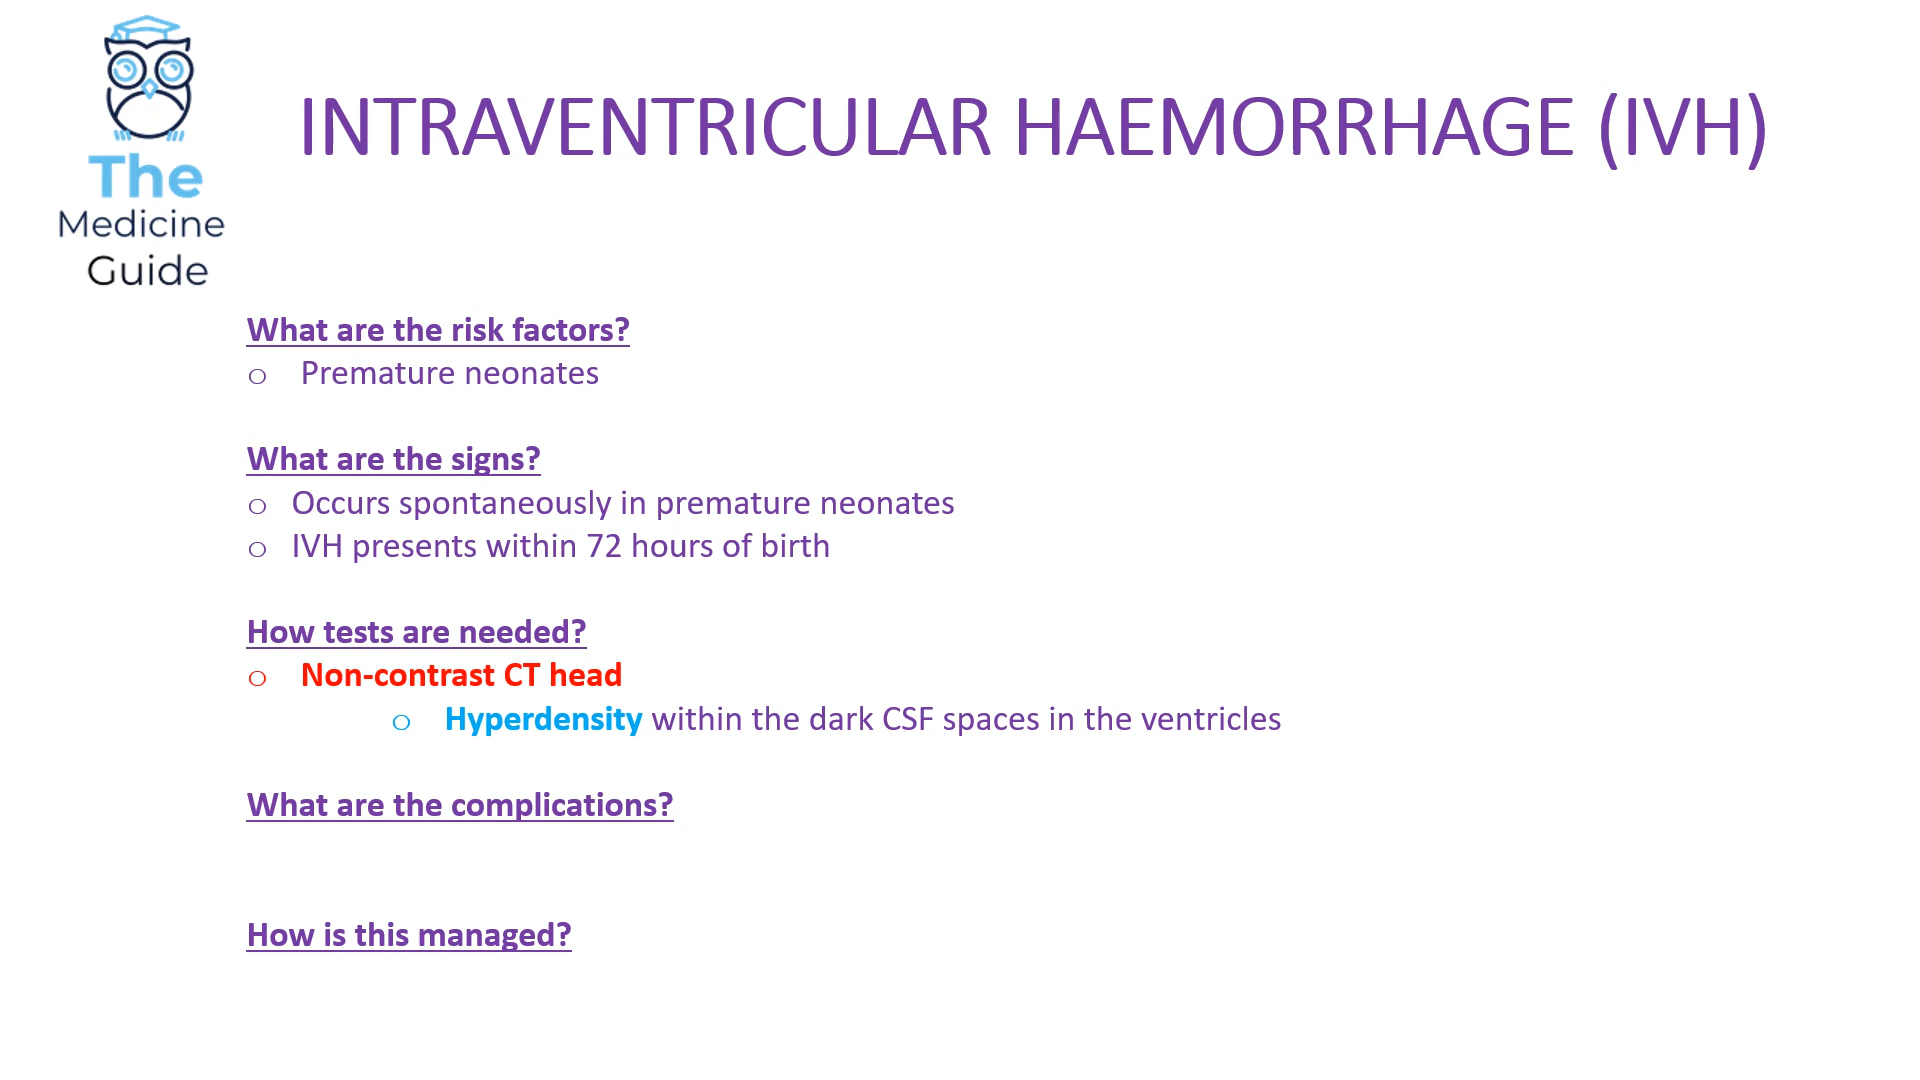 The
Medicine
Guide
INTRAVENTRICULAR HAEMORRHAGE (IVH)
What are the risk factors?
o Premature neonates
What are the signs?
o Occurs spontaneously in premature neonates
o IVH presents within 72 hours of birth
How tests are needed?
o Non-contrast CT head
o Hyperdensity within the dark CSF spaces in the ventricles
What are the complications?
How is this managed?